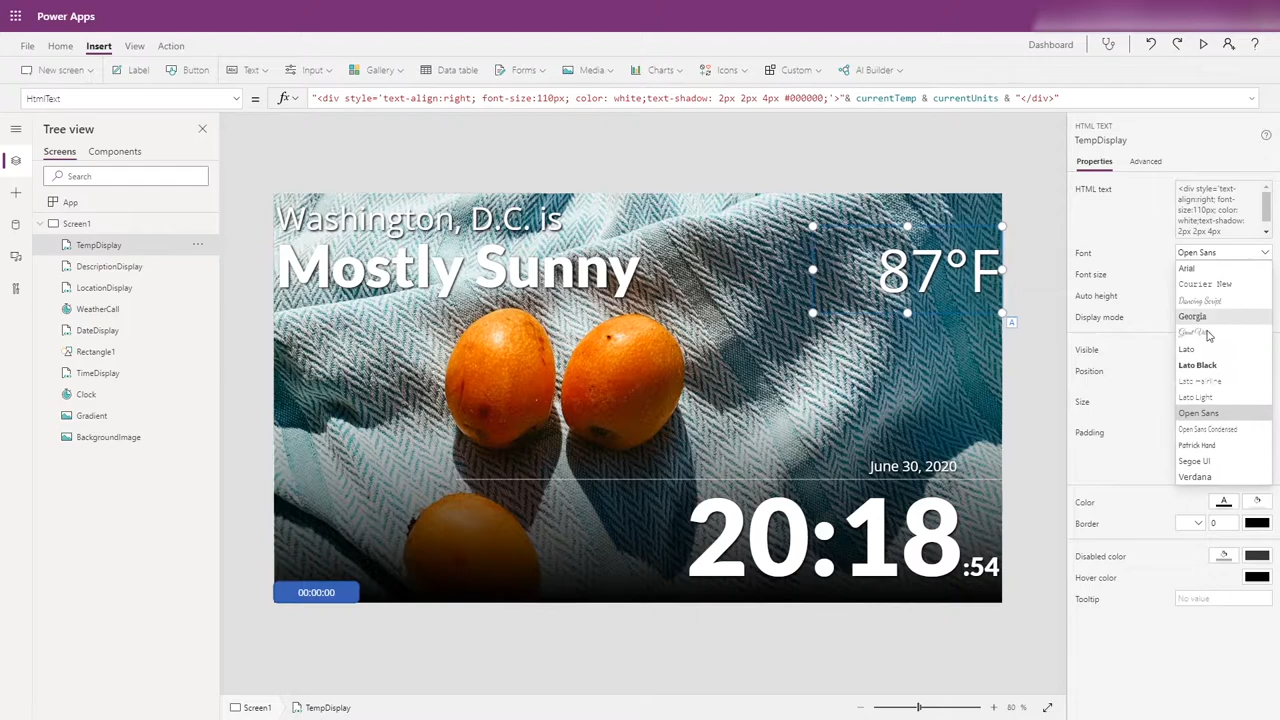 Power Apps
File Home Insert View Action
Dashboard
New screen Label Button Text Input Gallery Data table Forms Media Charts Icons Custom AI Builder
HtmlText = fx "<div style='text-align:right; font-size:110px; color: white;text-shadow: 2px 2px 4px #000000;'>"& currentTemp & currentUnits & "</div>"
Tree view
Screens Components
Search
App
Screen1
TempDisplay ...
DescriptionDisplay
LocationDisplay
WeatherCall
DateDisplay
Rectangle1
TimeDisplay
Clock
Gradient
BackgroundImage
Washington, D.C. is
Mostly Sunny
87°F
A
June 30, 2020
20:18:54
00:00:00
HTML TEXT
TempDisplay
Properties Advanced
HTML text
<div style='text-
align:right; font-
size:110px; color:
white;text-shadow:
2px 2px 4px
Font Open Sans
Font size
Auto height
Display mode
Visible
Position
Size
Padding
Arial
Courier New
Dancing Script
Georgia
Lato
Lato Black
Lato Hairline
Lato Light
Open Sans
Open Sans Condensed
Patrick Hand
Segoe UI
Verdana
Color A
Border 0
Disabled color
Hover color
Tooltip No value
Screen1 TempDisplay
80 %